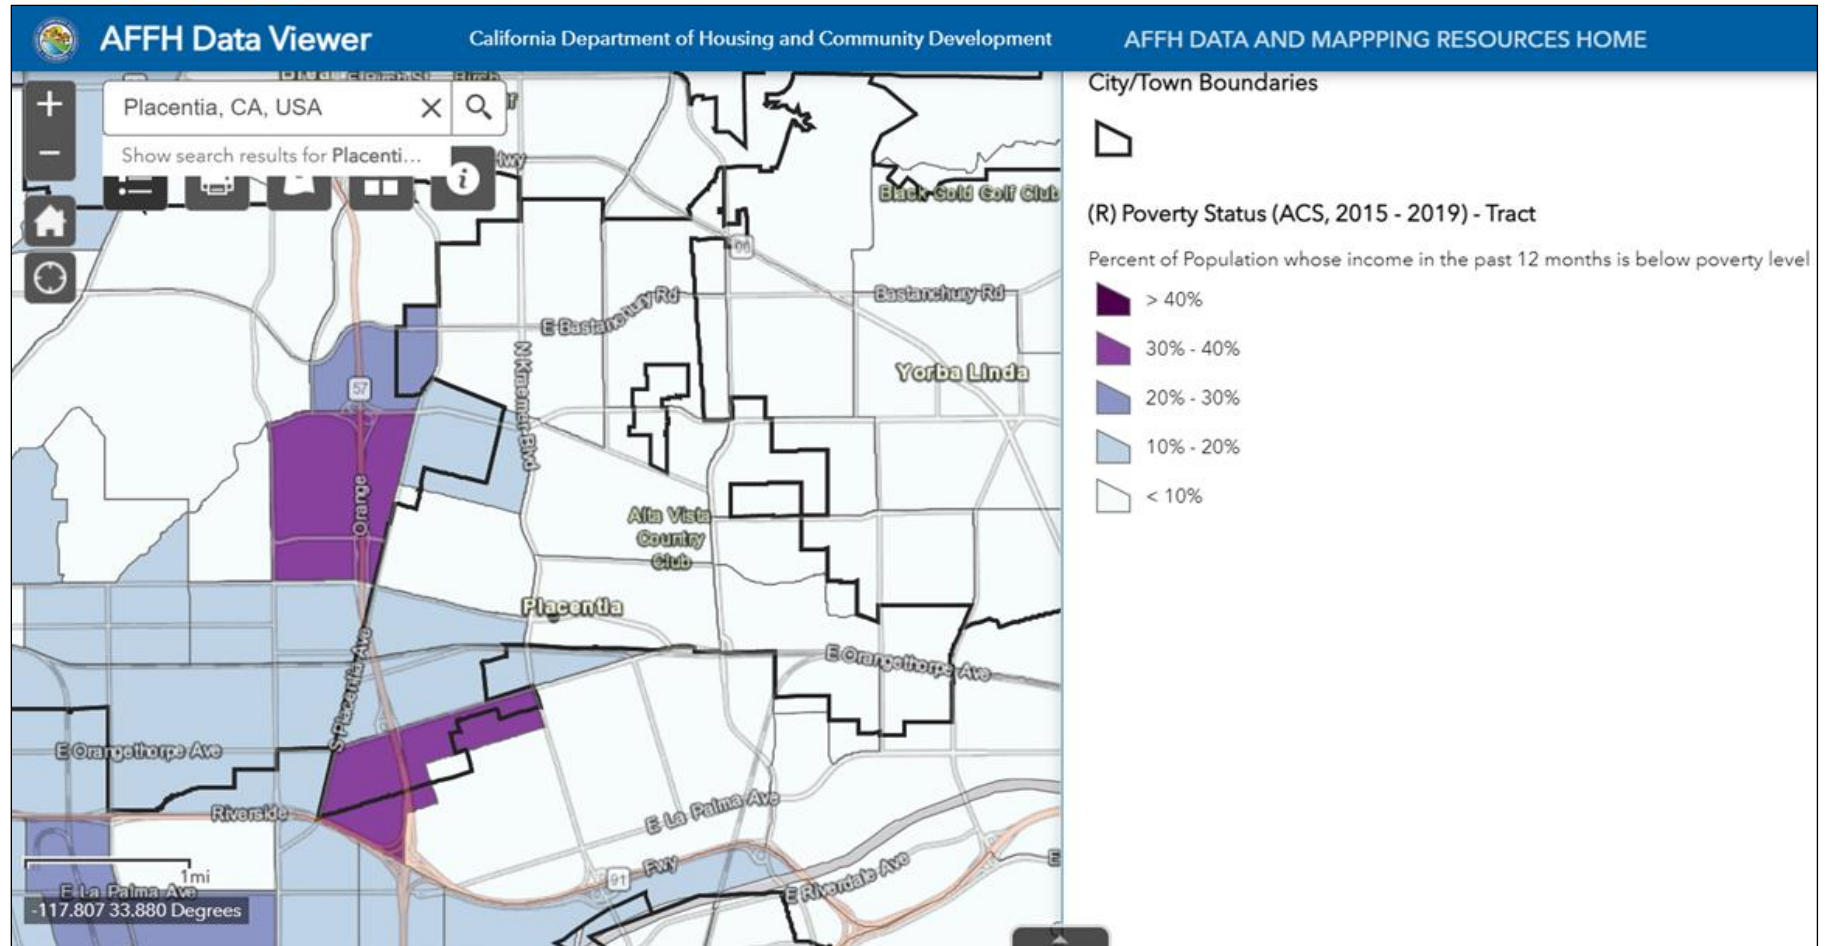 AFFH Data Viewer
California Department of Housing and Community Development
AFFH DATA AND MAPPPING RESOURCES HOME
Placentia, CA, USA
Show search results for Placenti...
E Birch St
Birch
Hwy
Black Gold Golf Club
90
E Bastanchury Rd
Bastanchury Rd
N Kraemer Blvd
Yorba Linda
57
Orange
Alta Vista
Country
Club
Placentia
S Placentia Ave
E Orangethorpe Ave
E Orangethorpe Ave
Riverside
E La Palma Ave
91
Fwy
E Riverdale Ave
1mi
E La Palma Ave
-117.807 33.880 Degrees
City/Town Boundaries
(R) Poverty Status (ACS, 2015 - 2019) - Tract
Percent of Population whose income in the past 12 months is below poverty level
> 40%
30% - 40%
20% - 30%
10% - 20%
< 10%